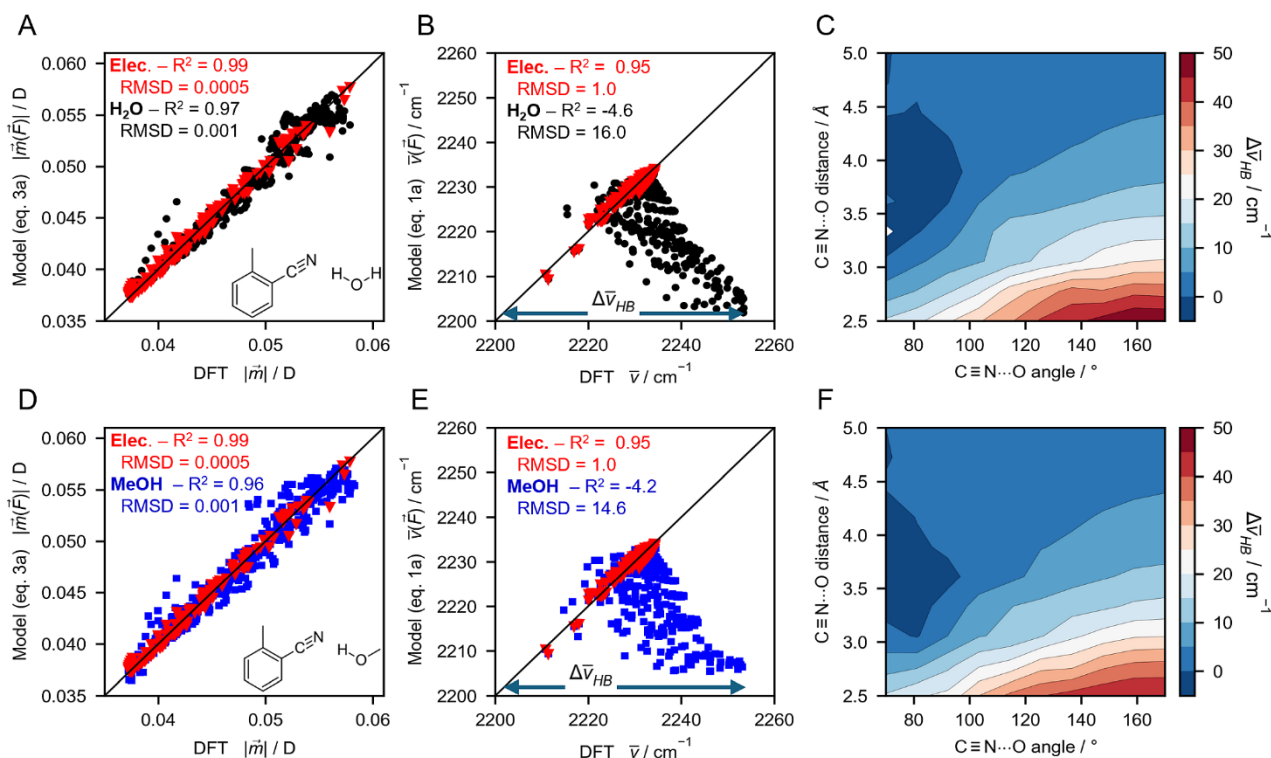 A
Elec. – R² = 0.99
RMSD = 0.0005
H₂O – R² = 0.97
RMSD = 0.001
0.060
0.055
0.050
0.045
0.040
0.035
Model (eq. 3a) |m⃗(F⃗)| / D
C≡N
H O H
0.04 0.05 0.06
DFT |m⃗| / D
B
Elec. – R² = 0.95
RMSD = 1.0
H₂O – R² = -4.6
RMSD = 16.0
2260
2250
2240
2230
2220
2210
2200
Model (eq. 1a) ν̅(F⃗) / cm⁻¹
Δν̅HB
2200 2210 2220 2230 2240 2250 2260
DFT ν̅ / cm⁻¹
C
5.0
4.5
4.0
3.5
3.0
2.5
C≡N···O distance / Å
80 100 120 140 160
C≡N···O angle / °
50
40
30
20
10
0
Δν̅HB / cm⁻¹
D
Elec. – R² = 0.99
RMSD = 0.0005
MeOH – R² = 0.96
RMSD = 0.001
0.060
0.055
0.050
0.045
0.040
0.035
Model (eq. 3a) |m⃗(F⃗)| / D
C≡N
H O
0.04 0.05 0.06
DFT |m⃗| / D
E
Elec. – R² = 0.95
RMSD = 1.0
MeOH – R² = -4.2
RMSD = 14.6
2260
2250
2240
2230
2220
2210
2200
Model (eq. 1a) ν̅(F⃗) / cm⁻¹
Δν̅HB
2200 2210 2220 2230 2240 2250 2260
DFT ν̅ / cm⁻¹
F
5.0
4.5
4.0
3.5
3.0
2.5
C≡N···O distance / Å
80 100 120 140 160
C≡N···O angle / °
50
40
30
20
10
0
Δν̅HB / cm⁻¹